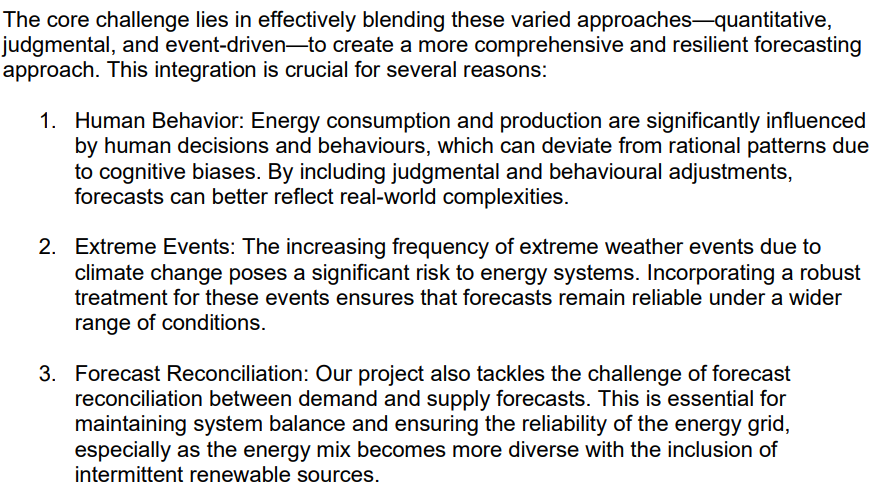 The core challenge lies in effectively blending these varied approaches—quantitative,
judgmental, and event-driven—to create a more comprehensive and resilient forecasting
approach. This integration is crucial for several reasons:
1. Human Behavior: Energy consumption and production are significantly influenced
by human decisions and behaviours, which can deviate from rational patterns due
to cognitive biases. By including judgmental and behavioural adjustments,
forecasts can better reflect real-world complexities.
2. Extreme Events: The increasing frequency of extreme weather events due to
climate change poses a significant risk to energy systems. Incorporating a robust
treatment for these events ensures that forecasts remain reliable under a wider
range of conditions.
3. Forecast Reconciliation: Our project also tackles the challenge of forecast
reconciliation between demand and supply forecasts. This is essential for
maintaining system balance and ensuring the reliability of the energy grid,
especially as the energy mix becomes more diverse with the inclusion of
intermittent renewable sources.